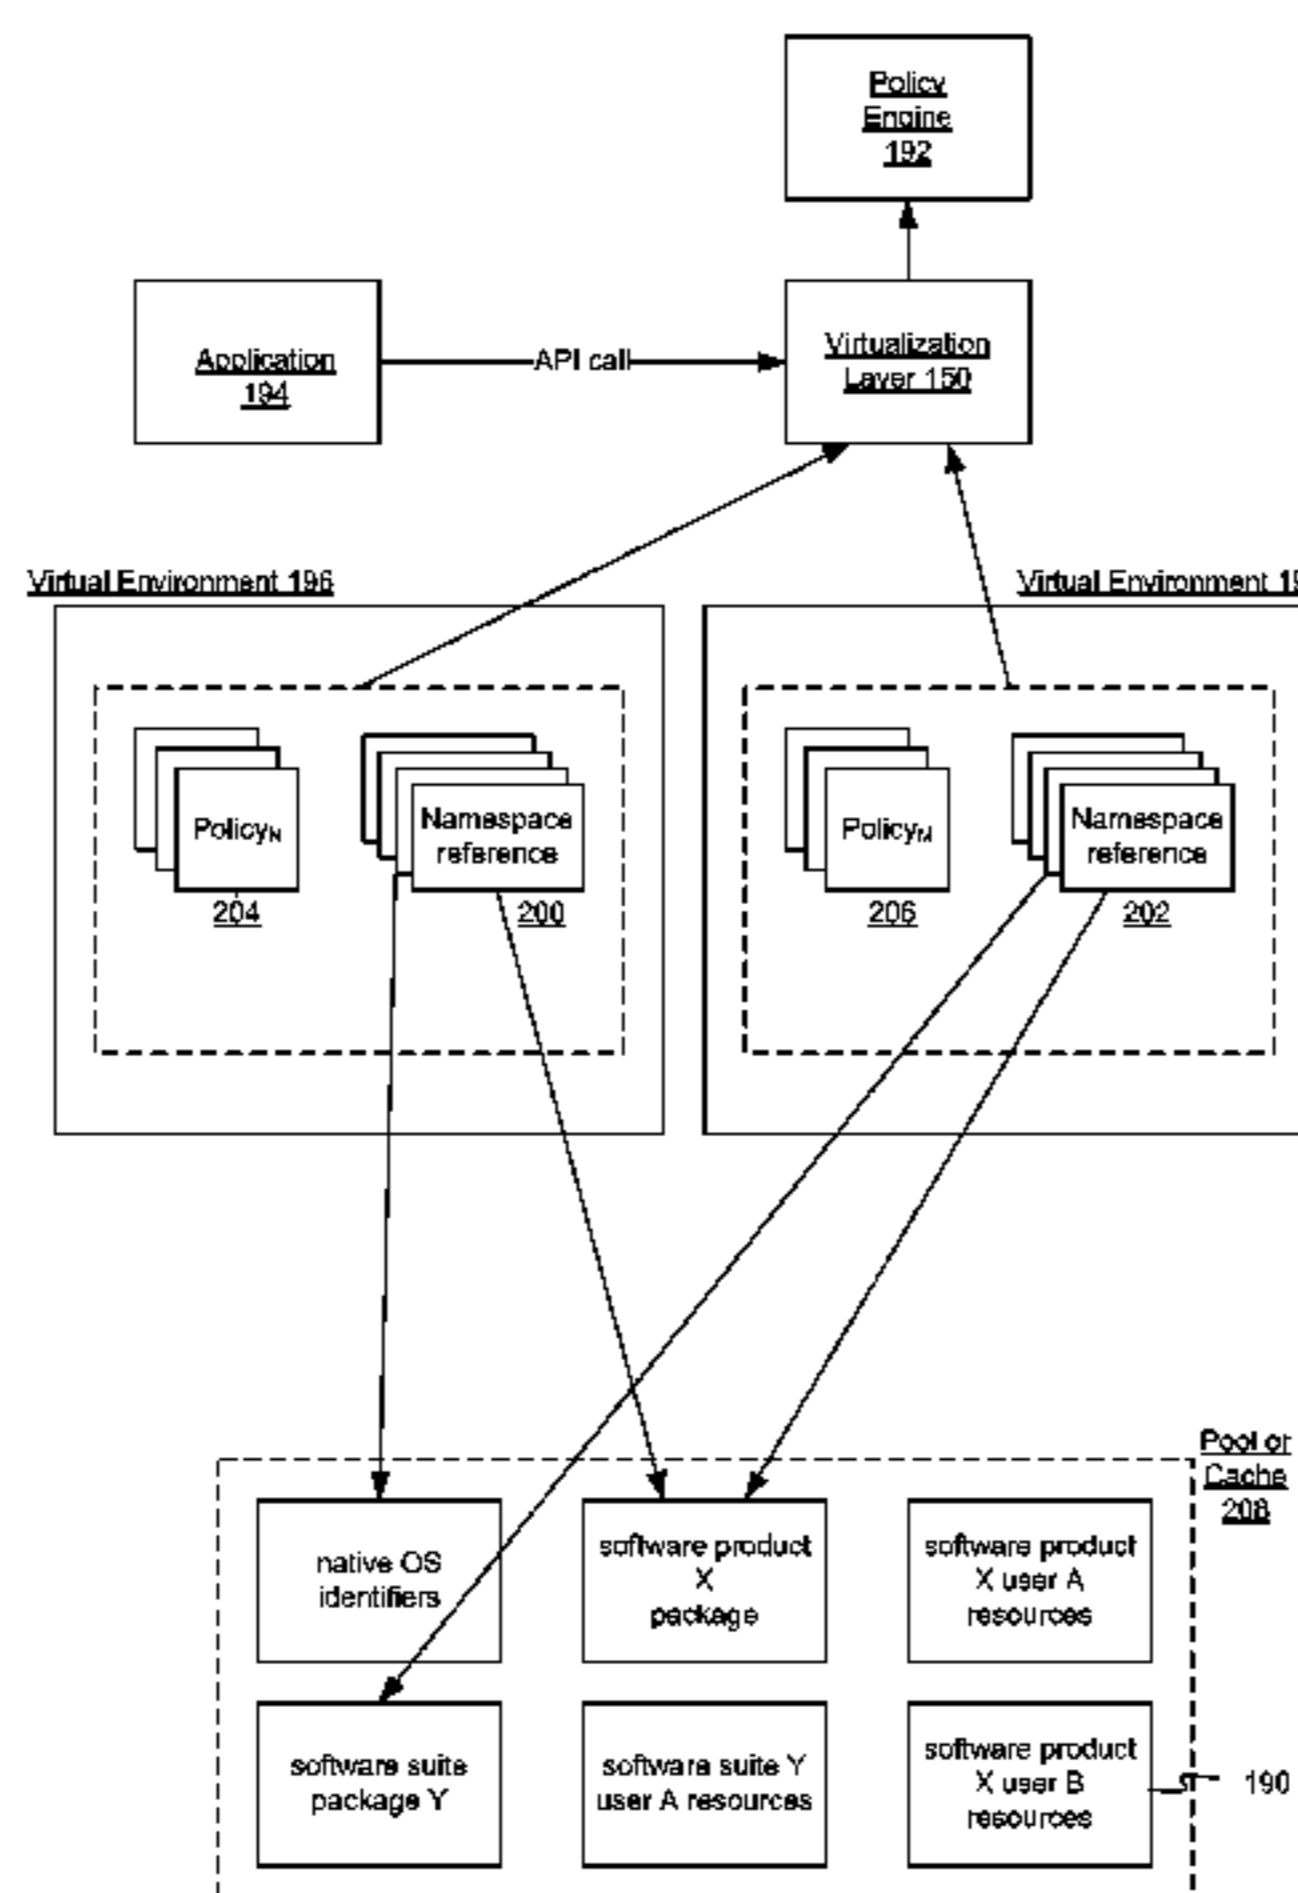 Policy
Engine
192
Application
194
API call
Virtualization
Layer 150
Virtual Environment 196
Virtual Environment
Policy_N
204
Namespace
reference
200
Policy_M
206
Namespace
reference
202
Pool or
Cache
208
native OS
identifiers
software product
X
package
software product
X user A
resources
software suite
package Y
software suite Y
user A resources
software product
X user B
resources
190